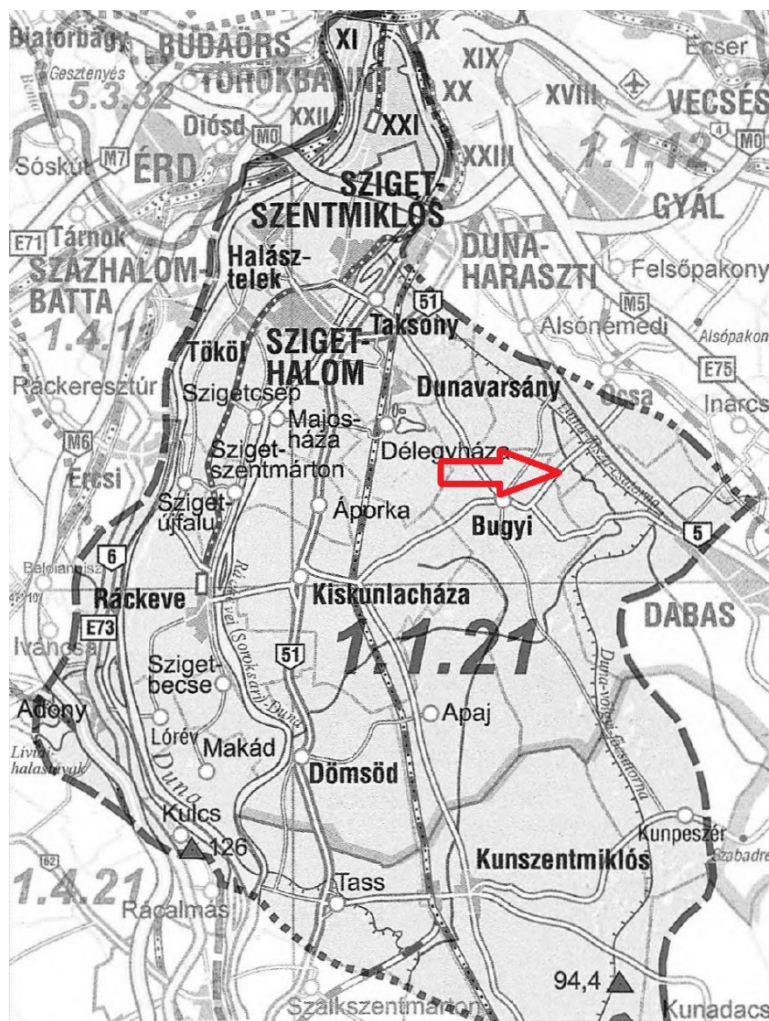 Biatorbágy
BUDAÖRS
XI
IX
X
XIX
Ecser
Gesztenyés
TÖRÖKBÁLINT
5.3.32
XXII
XX
XVIII
VECSÉS
Diósd
M0
XXI
4
M0
Sóskút
M7
ÉRD
XXIII
1.1.12
SZIGET-
SZENTMIKLÓS
GYÁL
E71
Tárnok
Halász-
telek
DUNA-
HARASZTI
Felsőpakony
SZÁZHALOM-
BATTA
51
M5
Taksony
Alsónémedi
Tököl
SZIGET-
HALOM
E75
Ráckeresztúr
Dunavarsány
Ócsa
Szigetcsép
Majos-
háza
Inárcs
M6
Ercsi
Délegyháza
Sziget-
szentmárton
Sziget-
újfalu
Áporka
Bugyi
5
6
Ráckeve
Kiskunlacháza
DABAS
E73
Iváncsa
1.1.21
51
Sziget-
becse
Adony
Apaj
Lórév
Makád
Dömsöd
Duna
Kulcs
126
Kunpeszér
Kunszentmiklós
62
1.4.21
Tass
Rácalmás
94,4
Szalkszentmárton
Kunadacs